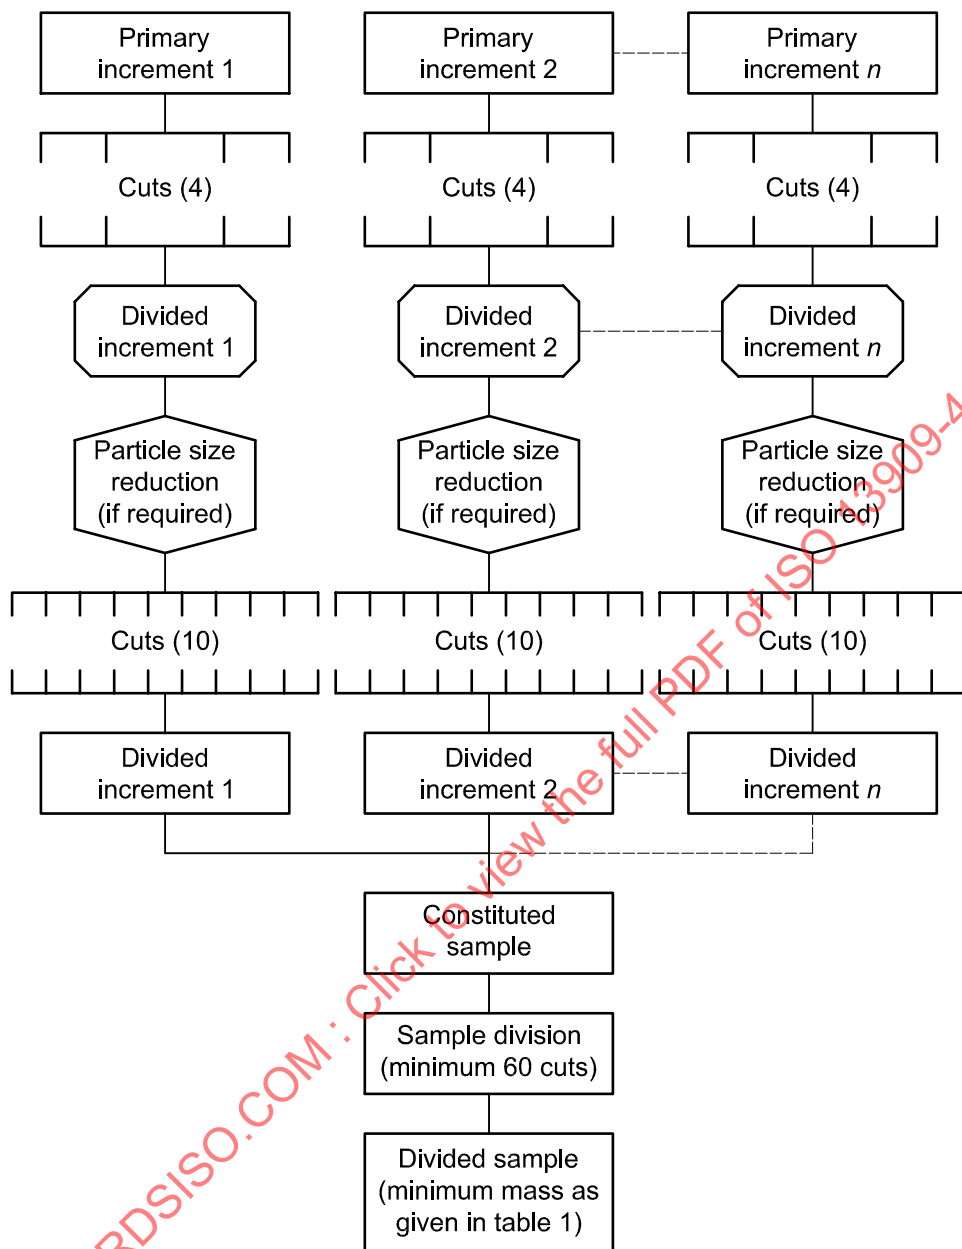 Primary
increment 1
Primary
increment 2
Primary
increment n
Cuts (4)
Cuts (4)
Cuts (4)
Divided
increment 1
Divided
increment 2
Divided
increment n
Particle size
reduction
(if required)
Particle size
reduction
(if required)
Particle size
reduction
(if required)
Cuts (10)
Cuts (10)
Cuts (10)
Divided
increment 1
Divided
increment 2
Divided
increment n
Constituted
sample
Sample division
(minimum 60 cuts)
Divided sample
(minimum mass as
given in table 1)
RDSISO.COM : Click to view the full PDF of ISO 13909-4